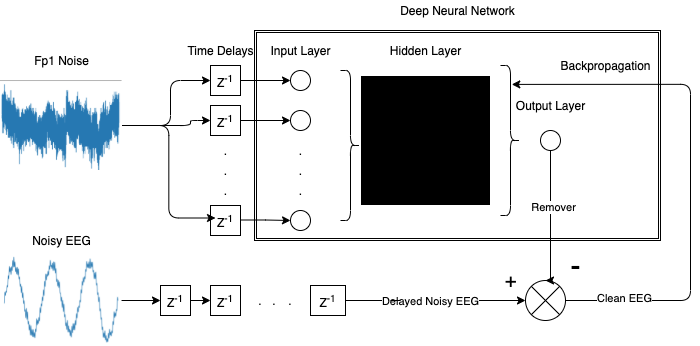 Deep Neural Network
Fp1 Noise
Time Delays
Input Layer
Hidden Layer
Backpropagation
Output Layer
Z-1
Z-1
.
.
.
.
.
.
Z-1
Remover
Noisy EEG
+
-
Z-1
Z-1
. . .
Z-1
Delayed Noisy EEG
Clean EEG